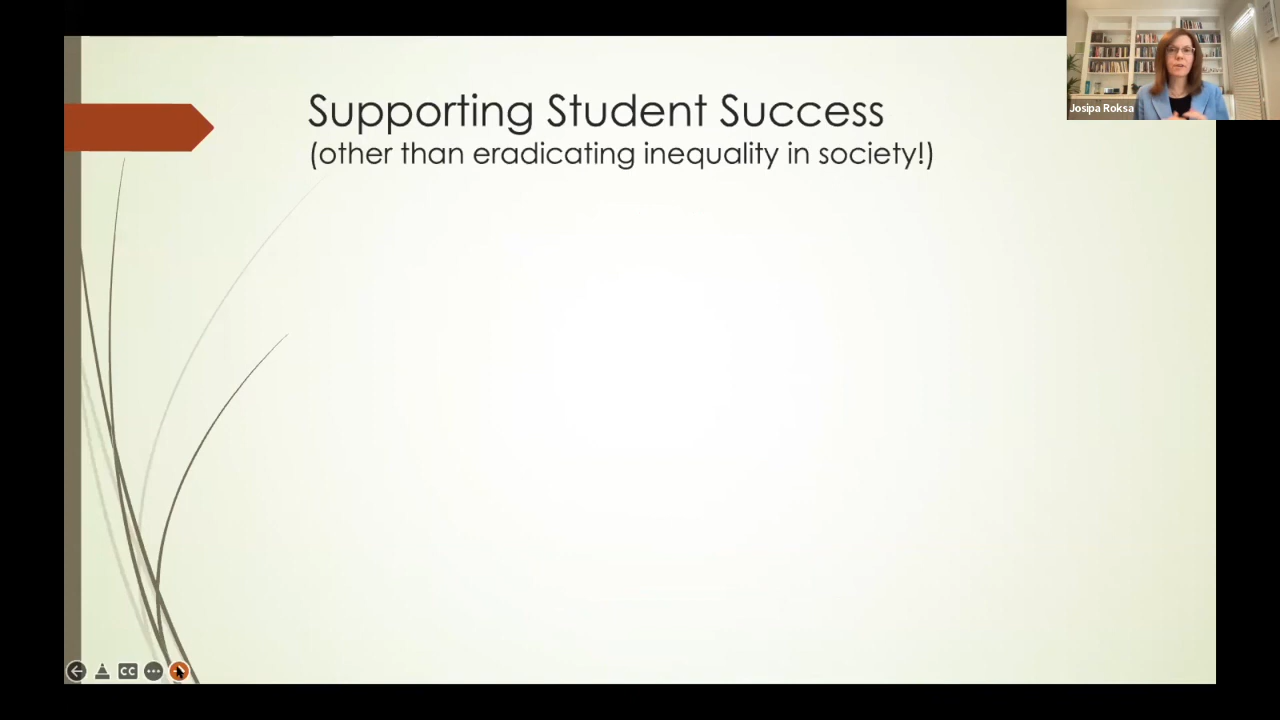 Supporting Student Success
(other than eradicating inequality in society!)
Josipa Roksa
CC